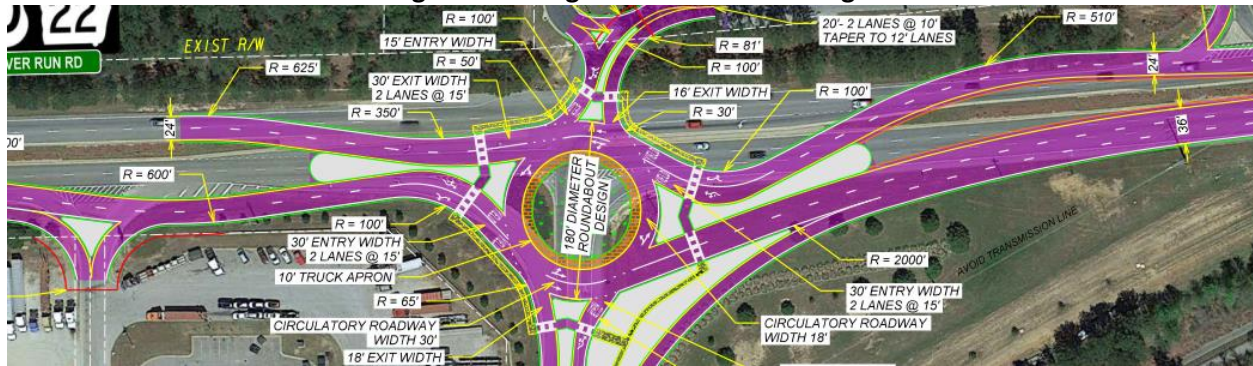 22
VER RUN RD
EXIST R/W
R = 625'
R = 100'
15' ENTRY WIDTH
R = 50'
30' EXIT WIDTH
2 LANES @ 15'
R = 350'
24'
00'
R = 600'
20'- 2 LANES @ 10'
TAPER TO 12' LANES
R = 510'
R = 81'
R = 100'
16' EXIT WIDTH
R = 100'
R = 30'
24'
36'
180' DIAMETER
ROUNDABOUT
DESIGN
R = 100'
30' ENTRY WIDTH
2 LANES @ 15'
10' TRUCK APRON
R = 65'
CIRCULATORY ROADWAY
WIDTH 30'
18' EXIT WIDTH
AVOID TRANSMISSION LINE
R = 2000'
30' ENTRY WIDTH
2 LANES @ 15'
CIRCULATORY ROADWAY
WIDTH 18'